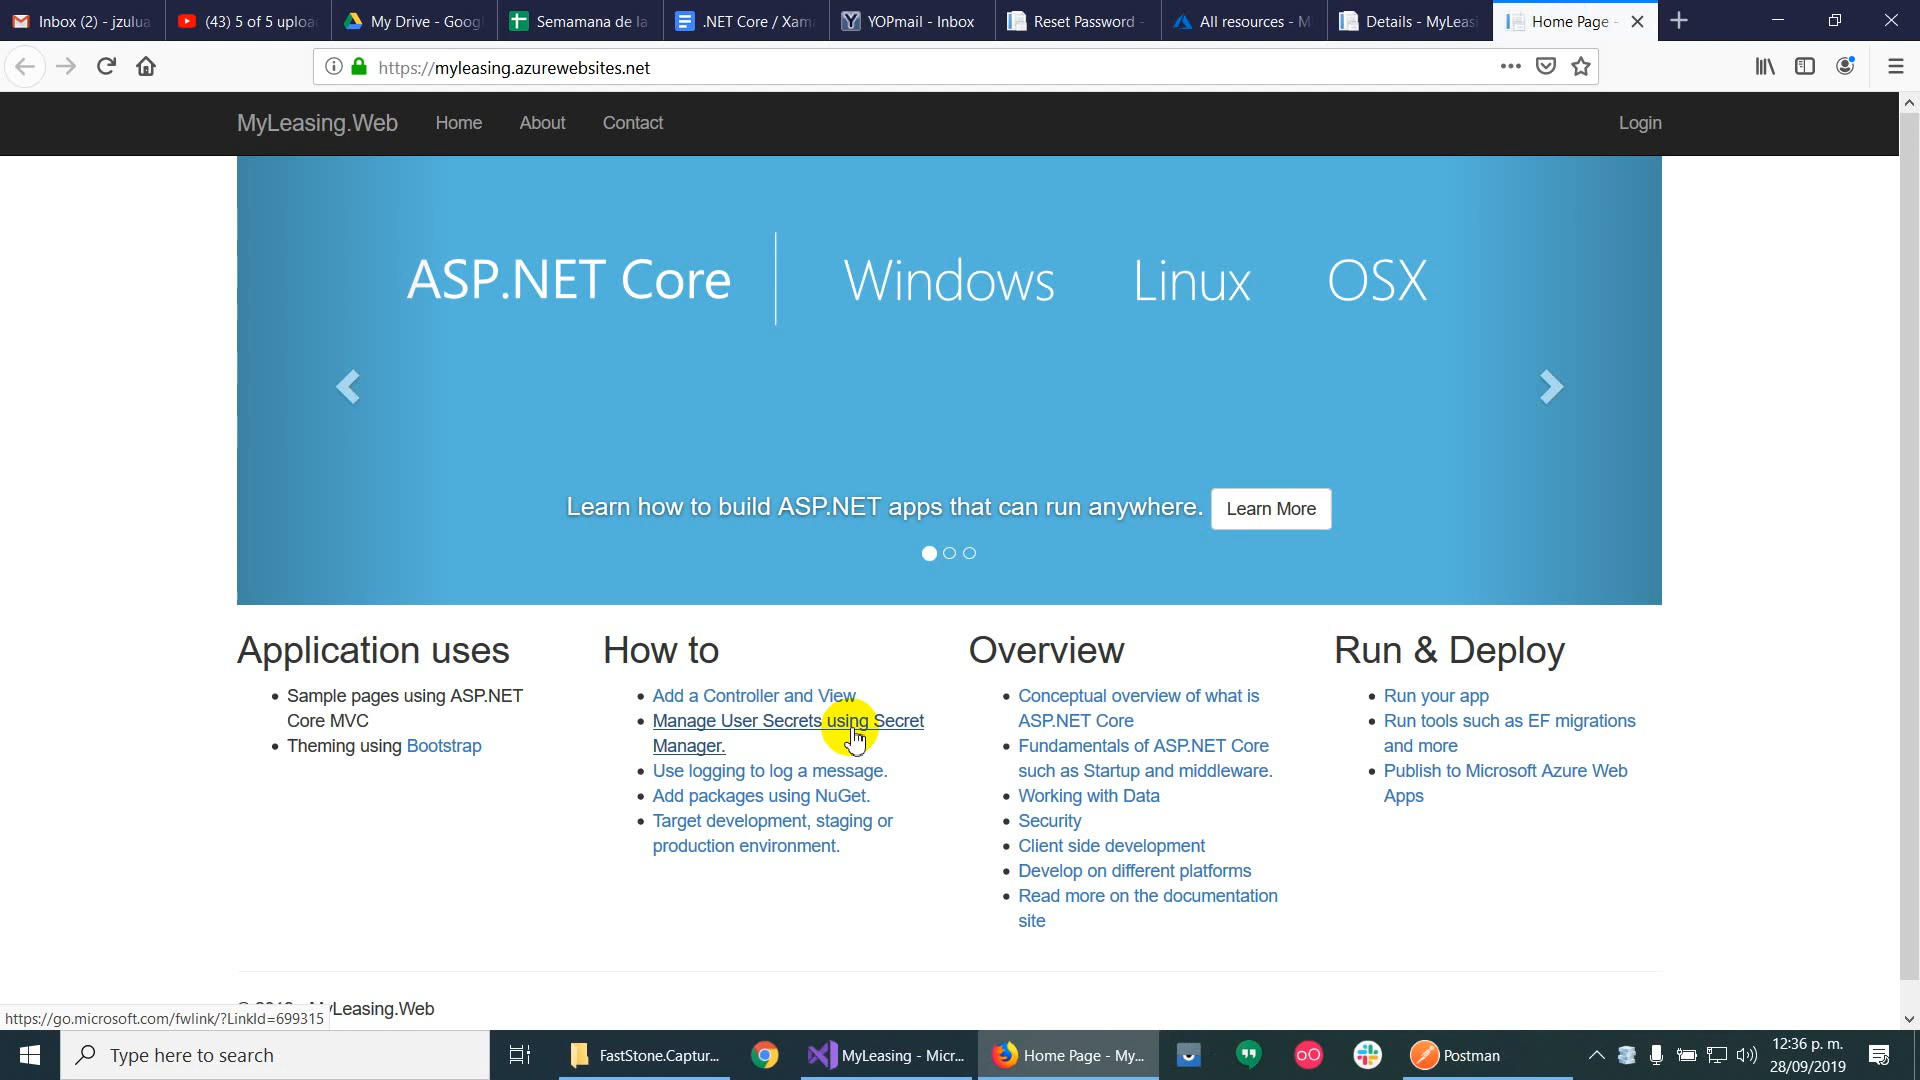 Inbox (2) - jzulua
(43) 5 of 5 uploa
My Drive - Goog
Semamana de la
.NET Core / Xam
YOPmail - Inbox
Reset Password -
All resources - M
Details - MyLeasi
Home Page -
https://myleasing.azurewebsites.net
MyLeasing.Web
Home
About
Contact
Login
ASP.NET Core
Windows
Linux
OSX
Learn how to build ASP.NET apps that can run anywhere.
Learn More
Application uses
Sample pages using ASP.NET
Core MVC
Theming using Bootstrap
How to
Add a Controller and View
Manage User Secrets using Secret
Manager.
Use logging to log a message.
Add packages using NuGet.
Target development, staging or
production environment.
Overview
Conceptual overview of what is
ASP.NET Core
Fundamentals of ASP.NET Core
such as Startup and middleware.
Working with Data
Security
Client side development
Develop on different platforms
Read more on the documentation
site
Run & Deploy
Run your app
Run tools such as EF migrations
and more
Publish to Microsoft Azure Web
Apps
yLeasing.Web
https://go.microsoft.com/fwlink/?LinkId=699315
Type here to search
FastStone.Captur...
MyLeasing - Micr...
Home Page - My...
Postman
12:36 p. m.
28/09/2019